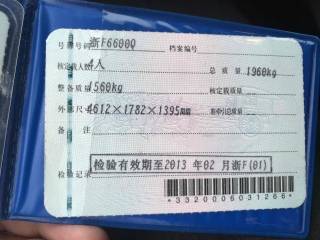 号牌号码 浙F6600Q 档案编号
核定载人数 4人 总质量 1960kg
整备质量 1560kg 核定载质量
外廓尺寸 4612×1782×1395 准牵引总质量
备注
检验有效期至2013 年02 月浙F(01)
检验记录
*3320006031266*